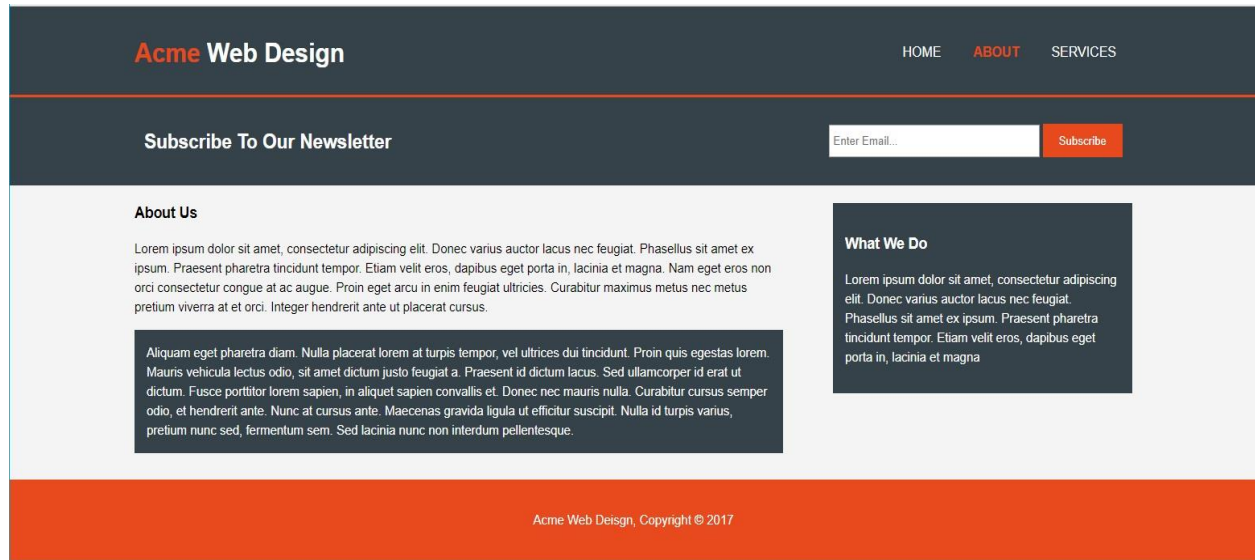 Acme Web Design
HOME ABOUT SERVICES
Subscribe To Our Newsletter
Enter Email...
Subscribe
About Us
Lorem ipsum dolor sit amet, consectetur adipiscing elit. Donec varius auctor lacus nec feugiat. Phasellus sit amet ex
ipsum. Praesent pharetra tincidunt tempor. Etiam velit eros, dapibus eget porta in, lacinia et magna. Nam eget eros non
orci consectetur congue at ac augue. Proin eget arcu in enim feugiat ultricies. Curabitur maximus metus nec metus
pretium viverra at et orci. Integer hendrerit ante ut placerat cursus.
Aliquam eget pharetra diam. Nulla placerat lorem at turpis tempor, vel ultrices dui tincidunt. Proin quis egestas lorem.
Mauris vehicula lectus odio, sit amet dictum justo feugiat a. Praesent id dictum lacus. Sed ullamcorper id erat ut
dictum. Fusce porttitor lorem sapien, in aliquet sapien convallis et. Donec nec mauris nulla. Curabitur cursus semper
odio, et hendrerit ante. Nunc at cursus ante. Maecenas gravida ligula ut efficitur suscipit. Nulla id turpis varius,
pretium nunc sed, fermentum sem. Sed lacinia nunc non interdum pellentesque.
What We Do
Lorem ipsum dolor sit amet, consectetur adipiscing
elit. Donec varius auctor lacus nec feugiat.
Phasellus sit amet ex ipsum. Praesent pharetra
tincidunt tempor. Etiam velit eros, dapibus eget
porta in, lacinia et magna
Acme Web Deisgn, Copyright © 2017